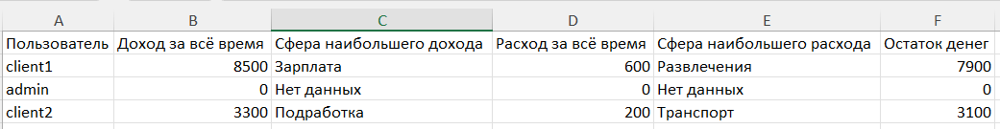 A B C D E F
Пользователь Доход за всё время Сфера наибольшего дохода Расход за всё время Сфера наибольшего расхода Остаток денег
client1 8500 Зарплата 600 Развлечения 7900
admin 0 Нет данных 0 Нет данных 0
client2 3300 Подработка 200 Транспорт 3100